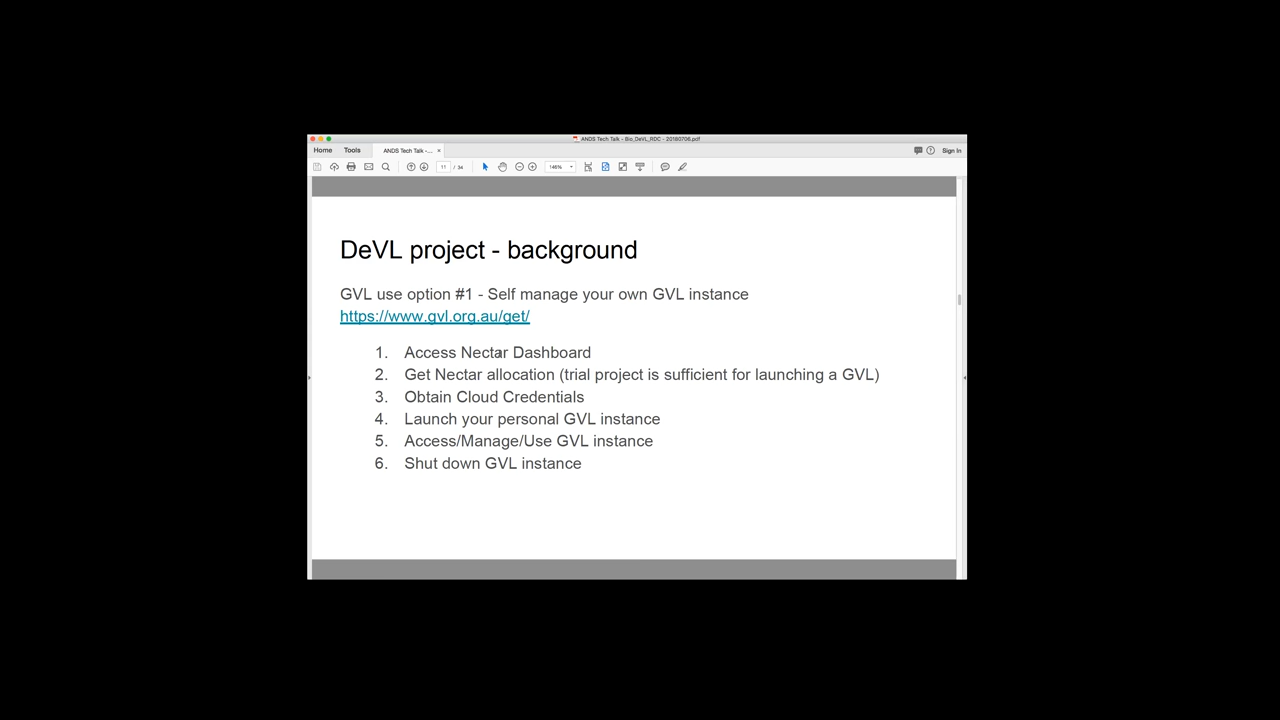 ANDS Tech Talk - Bio_DeVL_RDC - 20180706.pdf
Home Tools ANDS Tech Talk -... × Sign In
11 / 34 146%
DeVL project - background
GVL use option #1 - Self manage your own GVL instance
https://www.gvl.org.au/get/
1. Access Nectar Dashboard
2. Get Nectar allocation (trial project is sufficient for launching a GVL)
3. Obtain Cloud Credentials
4. Launch your personal GVL instance
5. Access/Manage/Use GVL instance
6. Shut down GVL instance